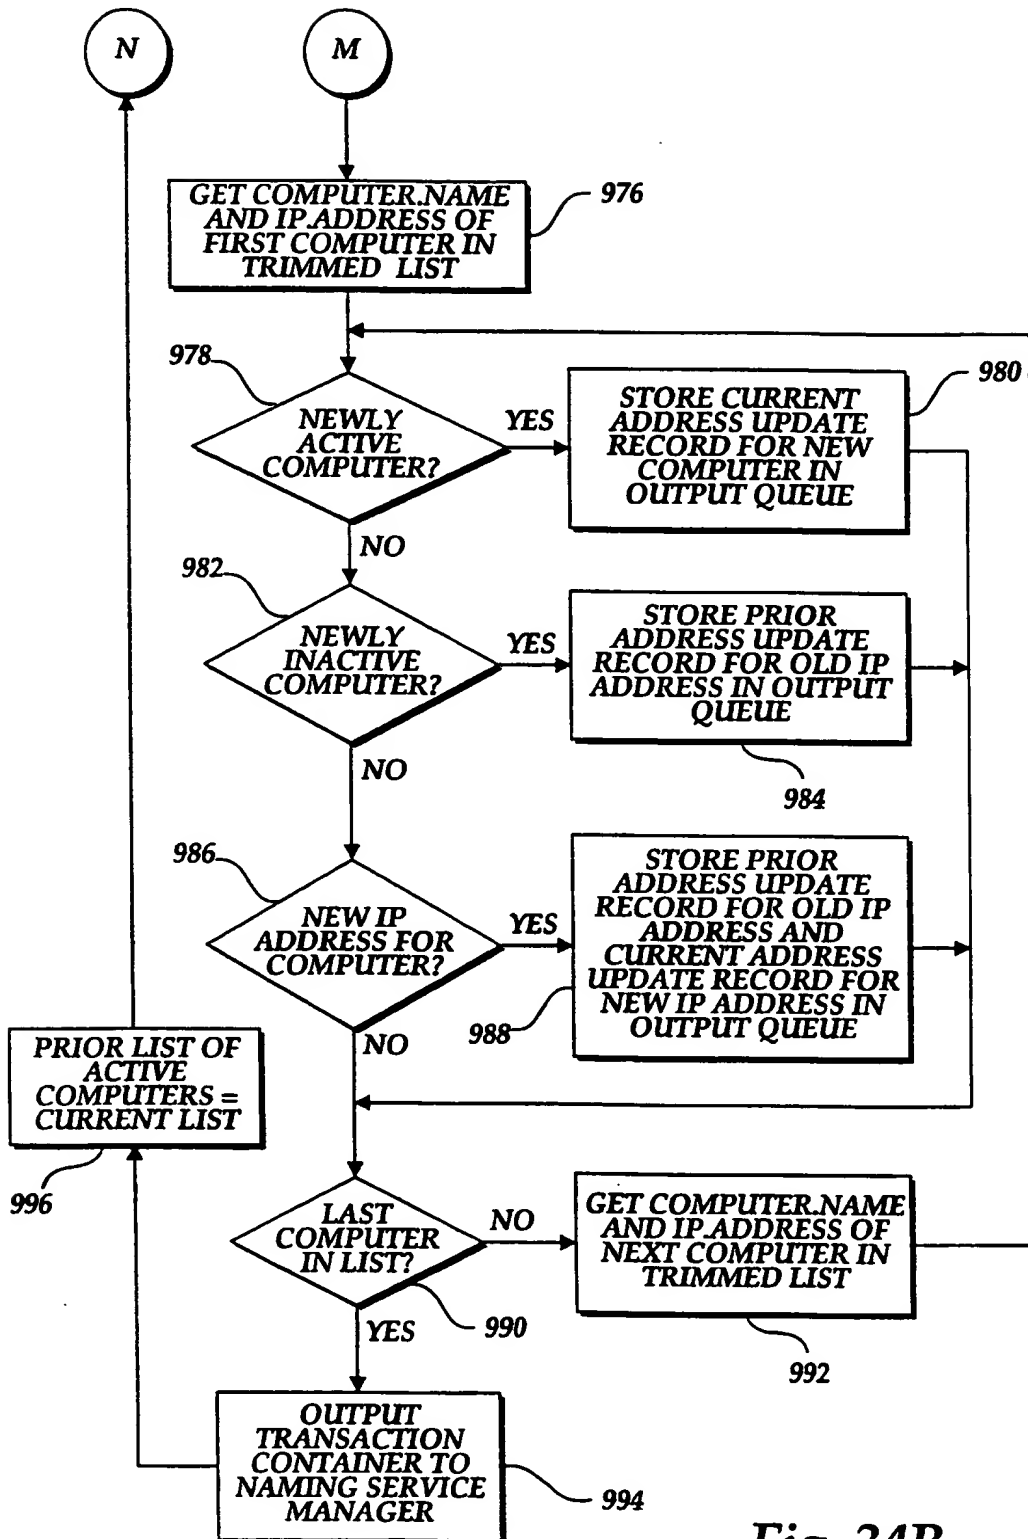 N
M
GET COMPUTER.NAME
AND IP.ADDRESS OF
FIRST COMPUTER IN
TRIMMED LIST
976
978
NEWLY
ACTIVE
COMPUTER?
YES
STORE CURRENT
ADDRESS UPDATE
RECORD FOR NEW
COMPUTER IN
OUTPUT QUEUE
980
NO
982
NEWLY
INACTIVE
COMPUTER?
YES
STORE PRIOR
ADDRESS UPDATE
RECORD FOR OLD IP
ADDRESS IN OUTPUT
QUEUE
984
NO
986
NEW IP
ADDRESS FOR
COMPUTER?
YES
STORE PRIOR
ADDRESS UPDATE
RECORD FOR OLD IP
ADDRESS AND
CURRENT ADDRESS
UPDATE RECORD FOR
NEW IP ADDRESS IN
OUTPUT QUEUE
988
NO
PRIOR LIST OF
ACTIVE
COMPUTERS =
CURRENT LIST
996
LAST
COMPUTER
IN LIST?
NO
GET COMPUTER.NAME
AND IP.ADDRESS OF
NEXT COMPUTER IN
TRIMMED LIST
990
992
YES
OUTPUT
TRANSACTION
CONTAINER TO
NAMING SERVICE
MANAGER
994
Fig. 24B